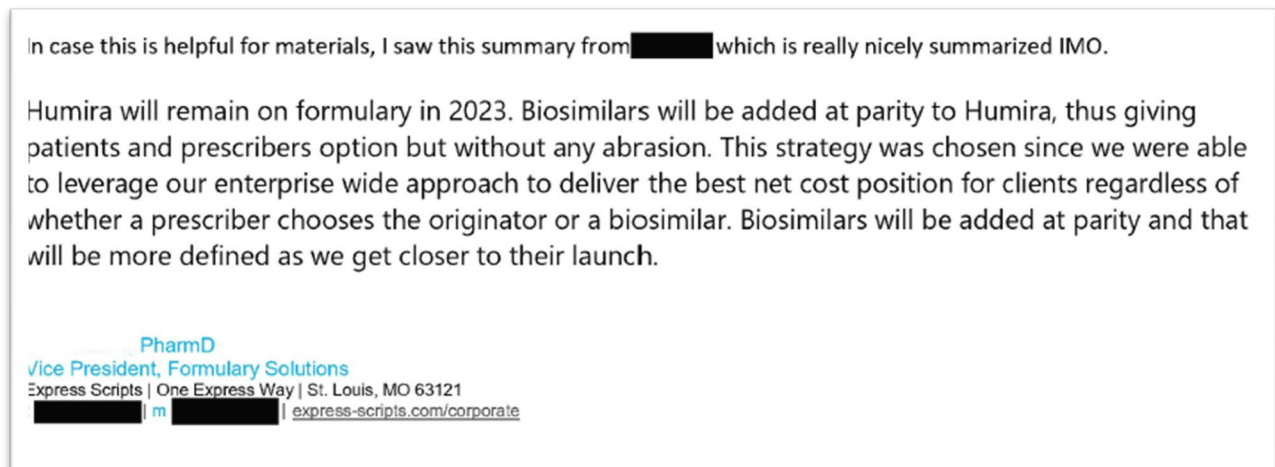 In case this is helpful for materials, I saw this summary from which is really nicely summarized IMO.
Humira will remain on formulary in 2023. Biosimilars will be added at parity to Humira, thus giving
patients and prescribers option but without any abrasion. This strategy was chosen since we were able
to leverage our enterprise wide approach to deliver the best net cost position for clients regardless of
whether a prescriber chooses the originator or a biosimilar. Biosimilars will be added at parity and that
will be more defined as we get closer to their launch.
PharmD
Vice President, Formulary Solutions
Express Scripts | One Express Way | St. Louis, MO 63121
| m | express-scripts.com/corporate